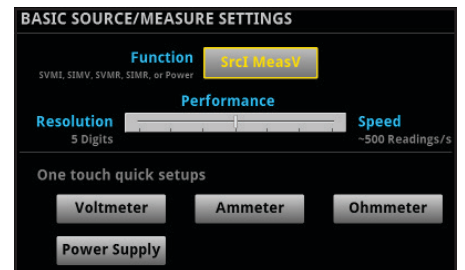 BASIC SOURCE/MEASURE SETTINGS
Function
SVMI, SIMV, SVMR, SIMR, or Power
SrcI MeasV
Performance
Resolution
5 Digits
Speed
~500 Readings/s
One touch quick setups
Voltmeter
Ammeter
Ohmmeter
Power Supply